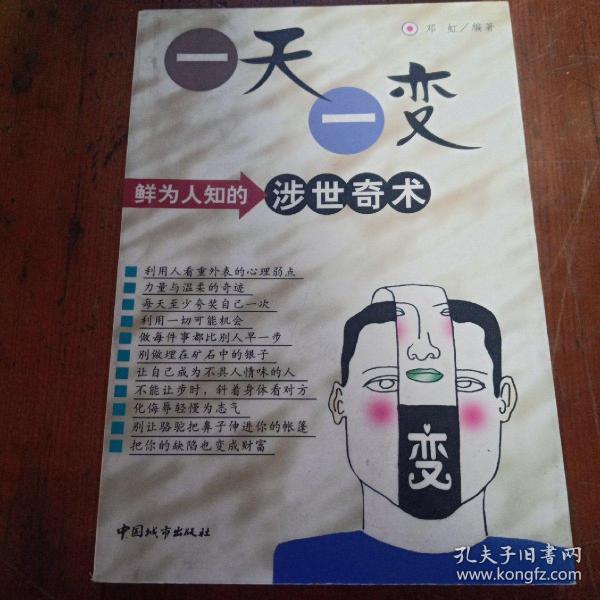 邓 虹／编著
一天
一变
鲜为人知的
涉世奇术
利用人看重外表的心理弱点
力量与温柔的奇迹
每天至少夸奖自己一次
利用一切可能机会
做每件事都比别人早一步
别做埋在矿石中的银子
让自己成为不具人情味的人
不能让步时，斜着身体看对方
化侮辱轻慢为志气
别让骆驼把鼻子伸进你的帐篷
把你的缺陷也变成财富
变
中国城市出版社
孔夫子旧书网
www.kongfz.com